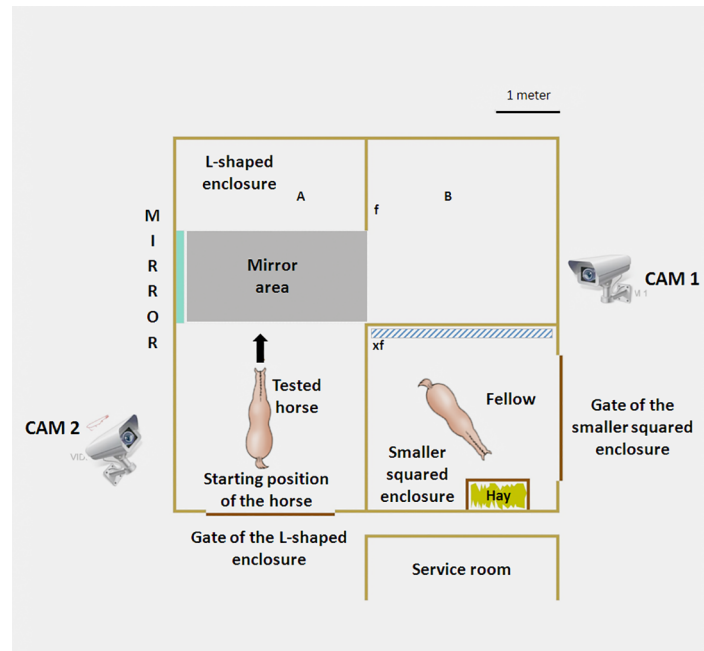 1 meter
L-shaped
enclosure
A
B
f
M
I
R
R
O
R
Mirror
area
CAM 1
xf
Tested
horse
Fellow
CAM 2
Starting position
of the horse
Smaller
squared
enclosure
Hay
Gate of the
smaller squared
enclosure
Gate of the L-shaped
enclosure
Service room